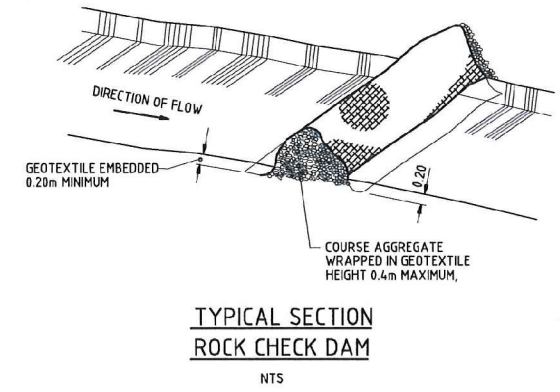 DIRECTION OF FLOW
GEOTEXTILE EMBEDDED
0.20m MINIMUM
0.20
COURSE AGGREGATE
WRAPPED IN GEOTEXTILE
HEIGHT 0.4m MAXIMUM,
TYPICAL SECTION
ROCK CHECK DAM
NTS